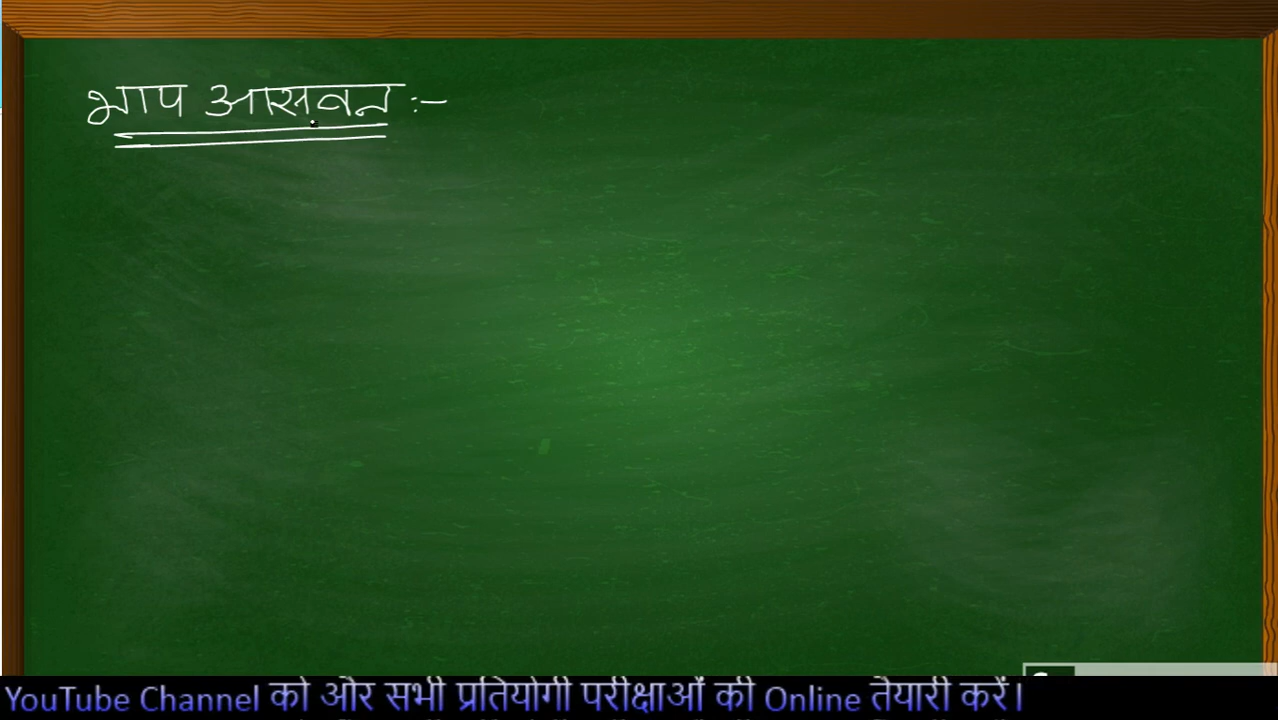 भाप आसवन :-
YouTube Channel को और सभी प्रतियोगी परीक्षाओं की Online तैयारी करें।